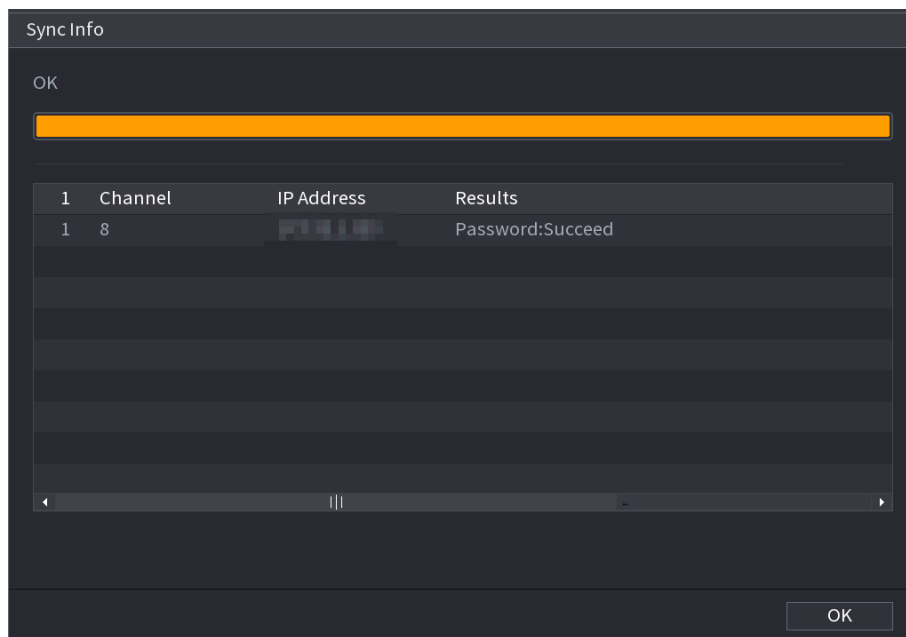 Sync Info
OK
1 Channel IP Address Results
1 8 Password:Succeed
OK